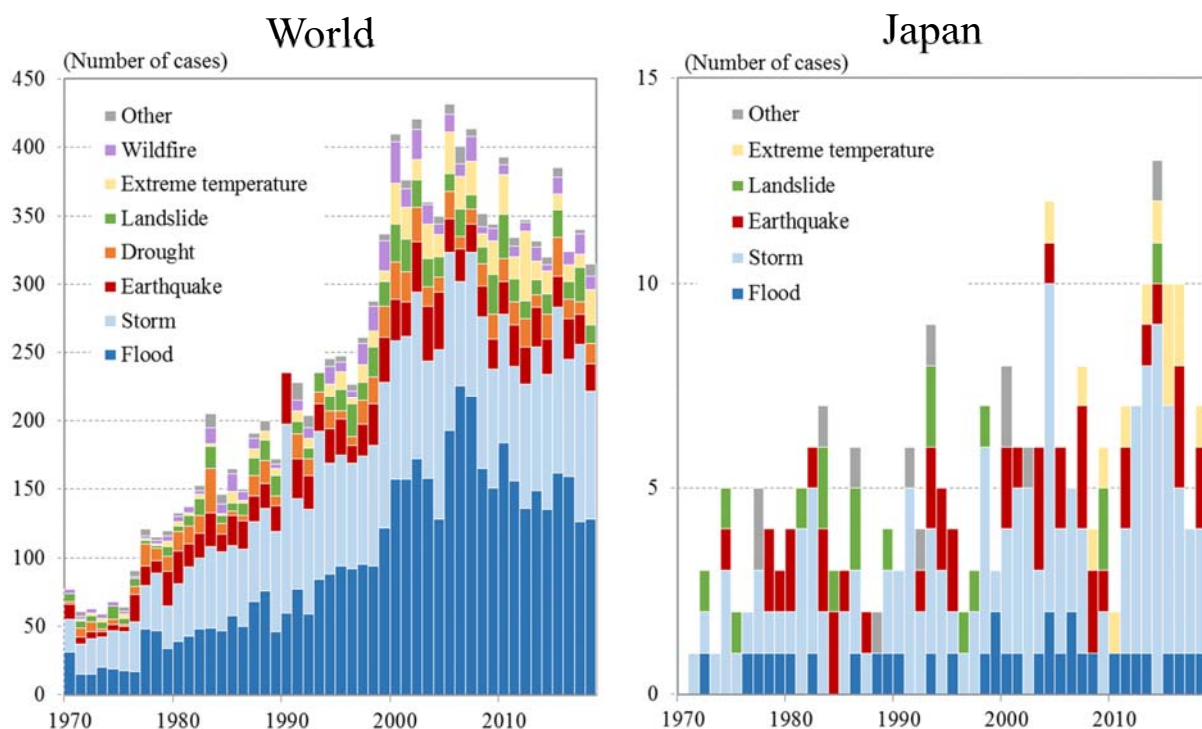 World
(Number of cases)
450
400
350
300
250
200
150
100
50
0
Other
Wildfire
Extreme temperature
Landslide
Drought
Earthquake
Storm
Flood
1970 1980 1990 2000 2010
Japan
(Number of cases)
15
10
5
0
Other
Extreme temperature
Landslide
Earthquake
Storm
Flood
1970 1980 1990 2000 2010